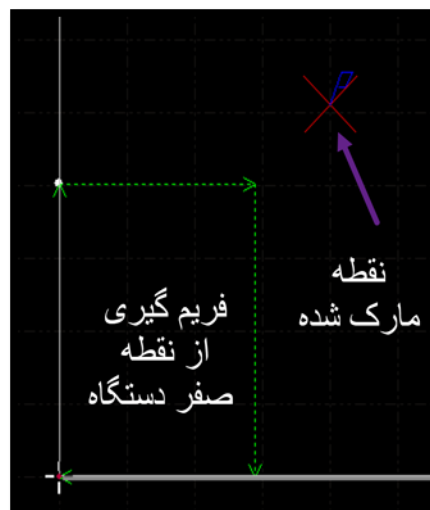 نقطه
مارک شده
فریم گیری
از نقطه
صفر دستگاه